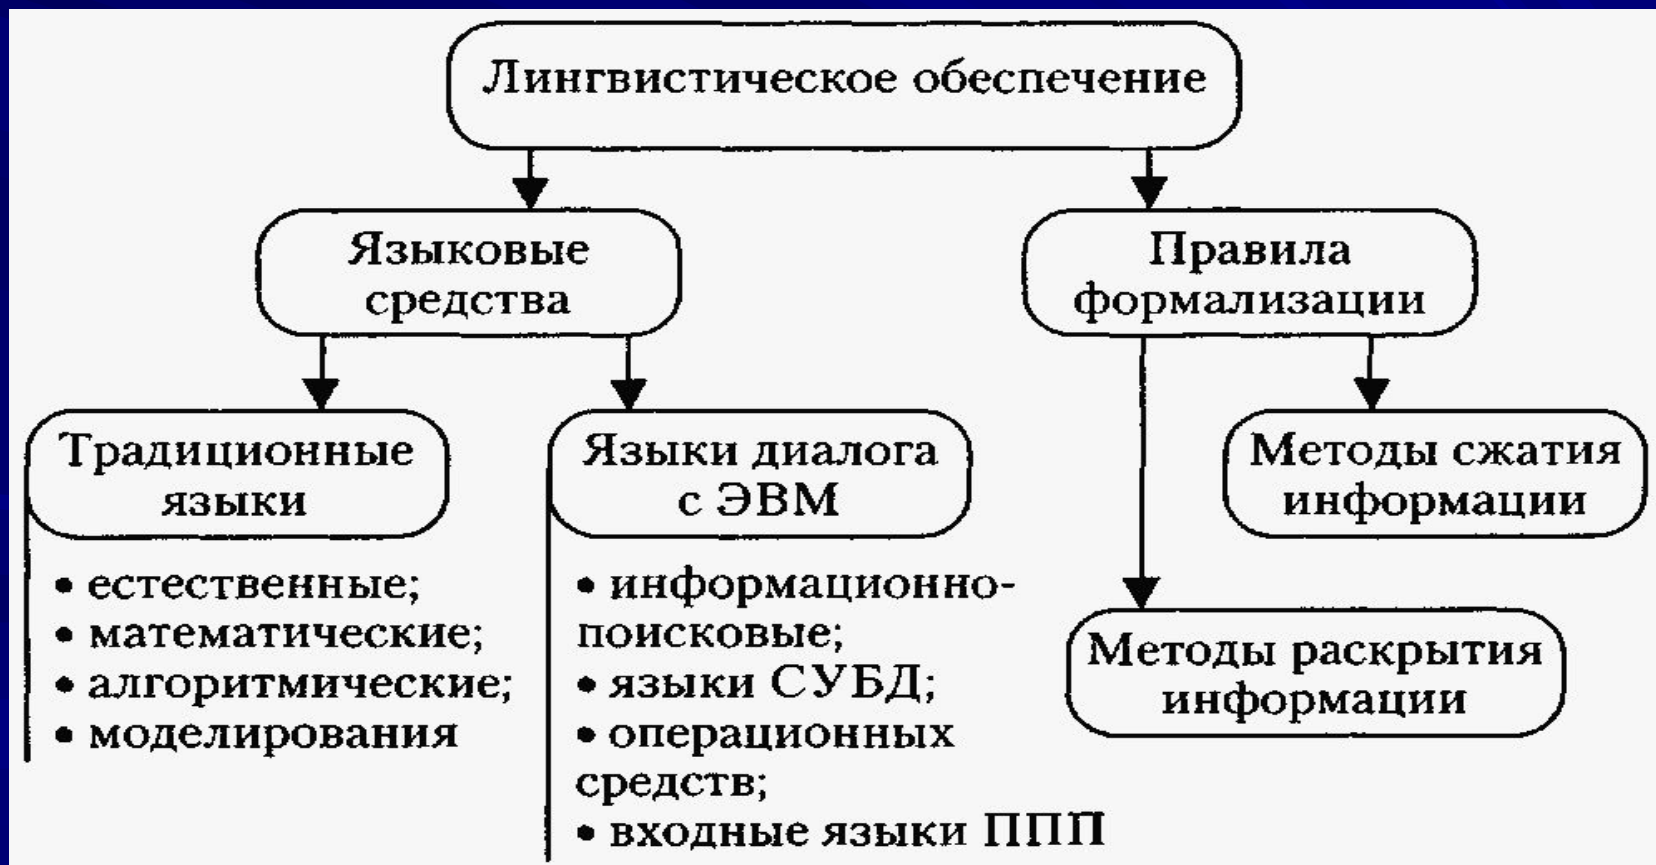 Лингвистическое обеспечение
Языковые
средства
Правила
формализации
Традиционные
языки
• естественные;
• математические;
• алгоритмические;
• моделирования
Языки диалога
с ЭВМ
• информационно-
поисковые;
• языки СУБД;
• операционных
средств;
• входные языки ППП
Методы сжатия
информации
Методы раскрытия
информации